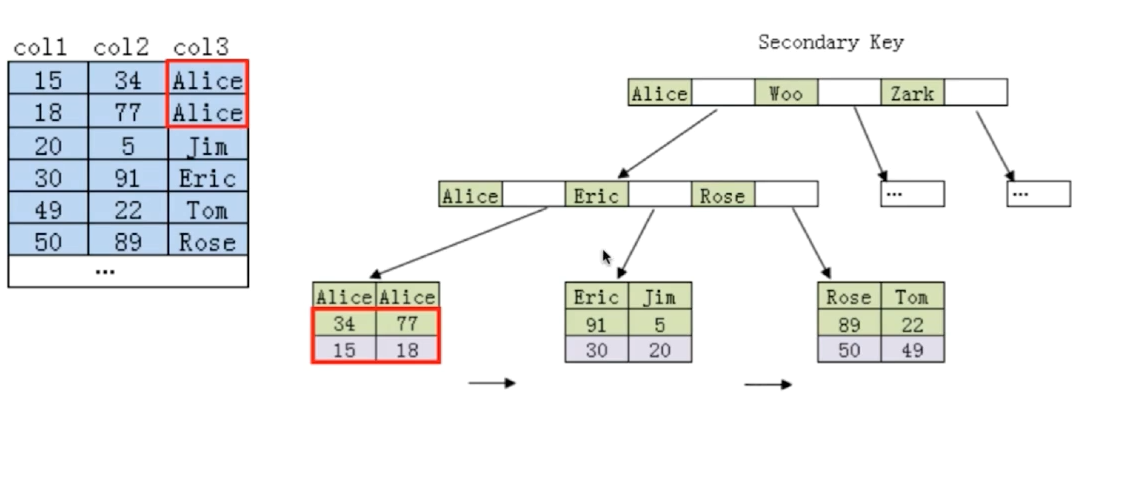 col1 col2 col3
15 34 Alice
18 77 Alice
20 5 Jim
30 91 Eric
49 22 Tom
50 89 Rose
...
Secondary Key
Alice Woo Zark
Alice Eric Rose ... ...
Alice Alice Eric Jim Rose Tom
34 77 91 5 89 22
15 18 30 20 50 49